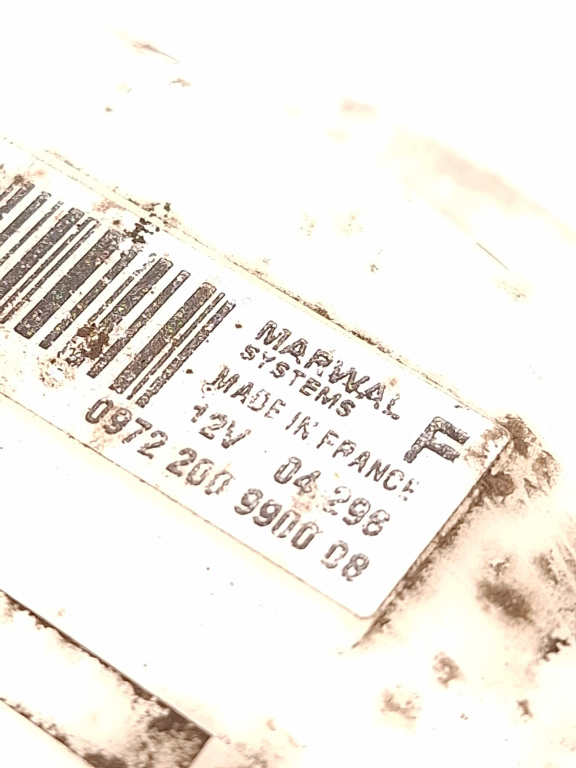 MARWAL
SYSTEMS
F
MADE IN FRANCE
12V 04 298
0972 200 9900 08